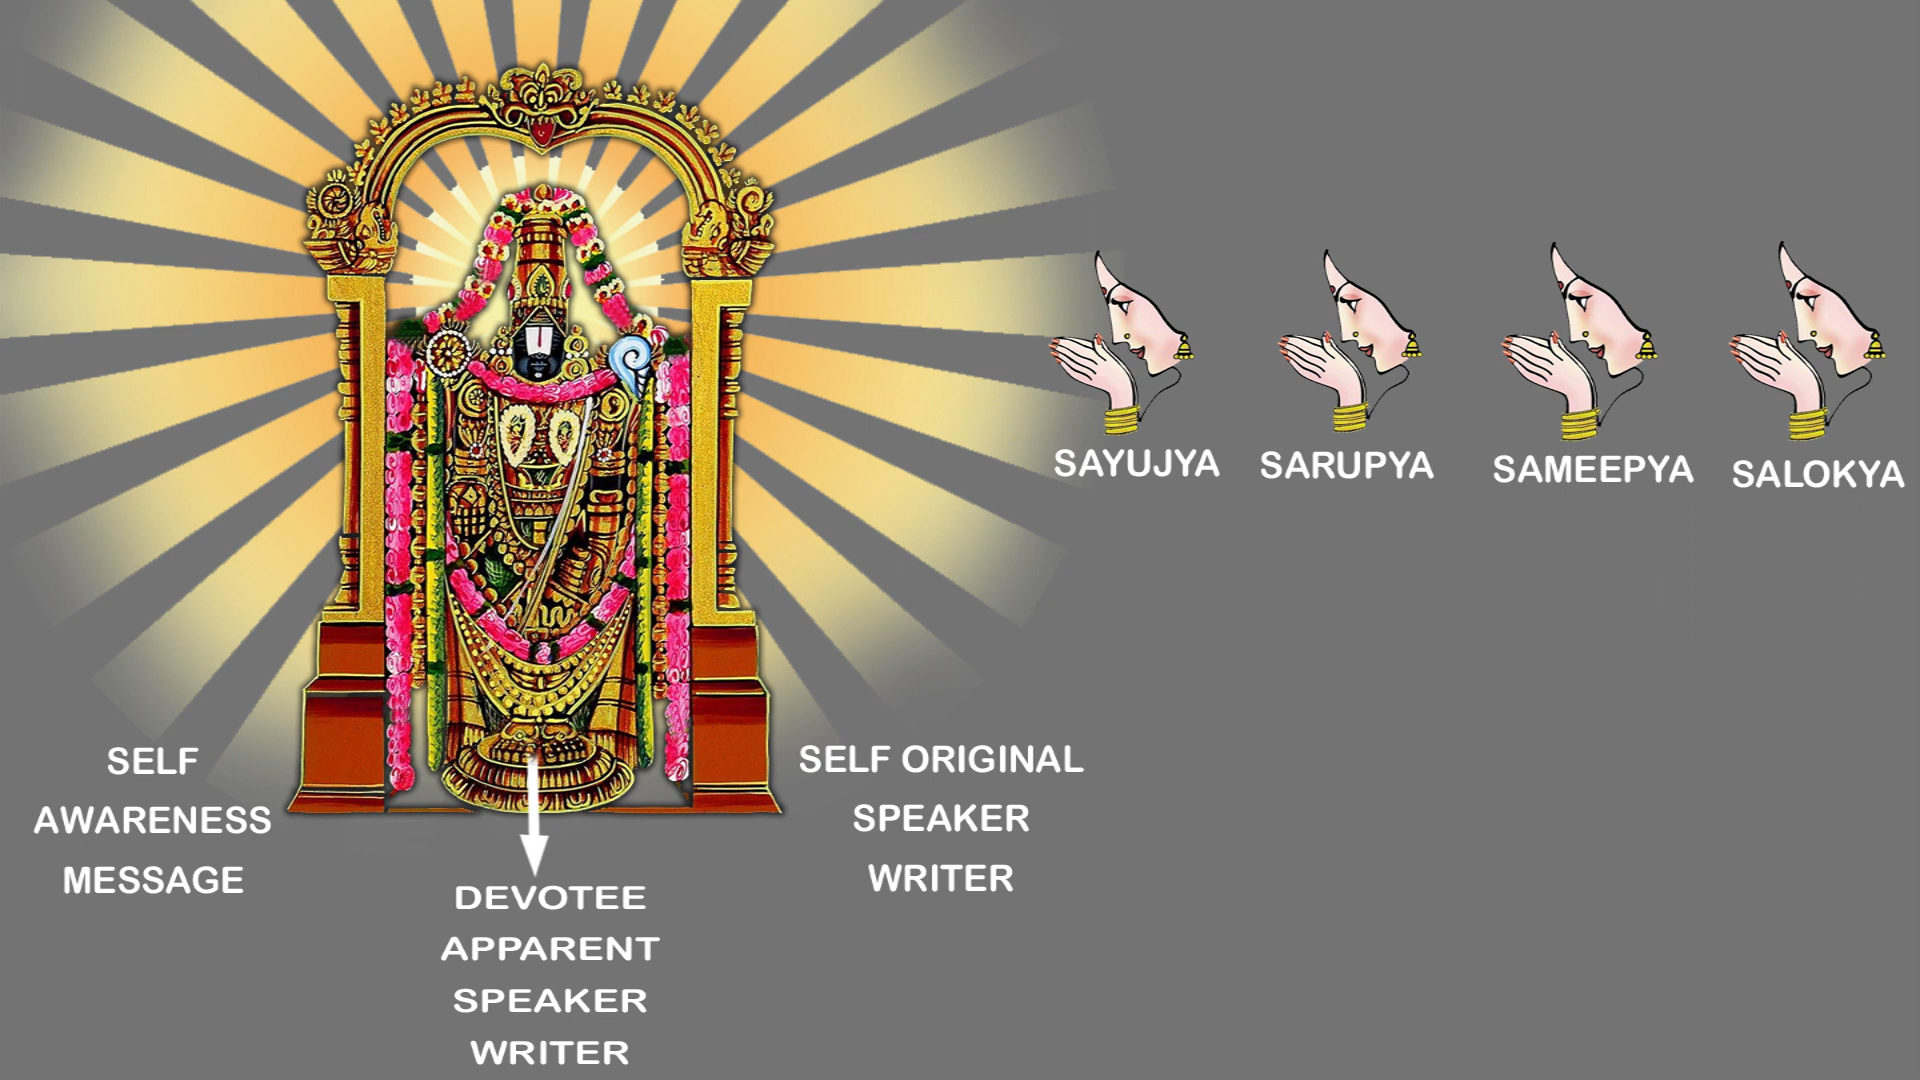 SAYUJYA
SARUPYA
SAMEEPYA
SALOKYA
SELF
AWARENESS
MESSAGE
DEVOTEE
APPARENT
SPEAKER
WRITER
SELF ORIGINAL
SPEAKER
WRITER